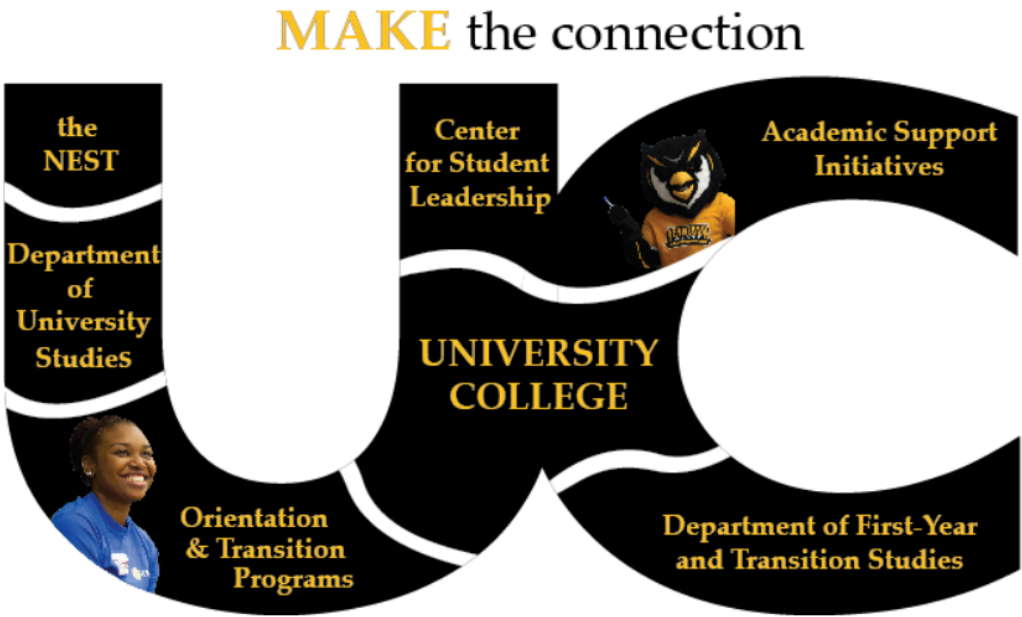 MAKE the connection
the
NEST
Department
of
University
Studies
Orientation
& Transition
Programs
Center
for Student
Leadership
UNIVERSITY
COLLEGE
Academic Support
Initiatives
Department of First-Year
and Transition Studies